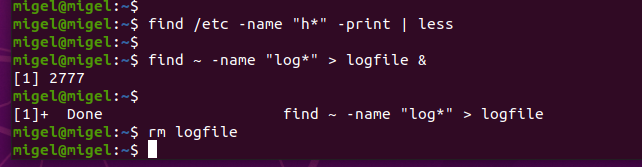 migel@migel:~$
migel@migel:~$ find /etc -name "h*" -print | less
migel@migel:~$
migel@migel:~$ find ~ -name "log*" > logfile &
[1] 2777
migel@migel:~$
[1]+  Done                    find ~ -name "log*" > logfile
migel@migel:~$ rm logfile
migel@migel:~$